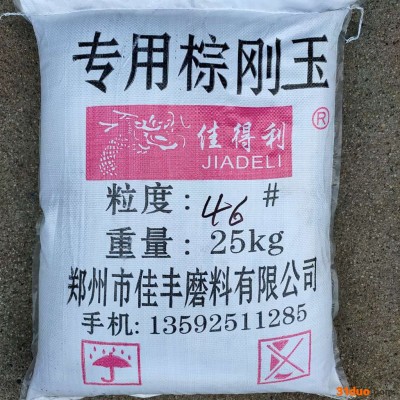 专用棕刚玉
佳得利
®
JIADELI
粒度:46#
重量:25kg
郑州市佳丰磨料有限公司
手机:13592511285